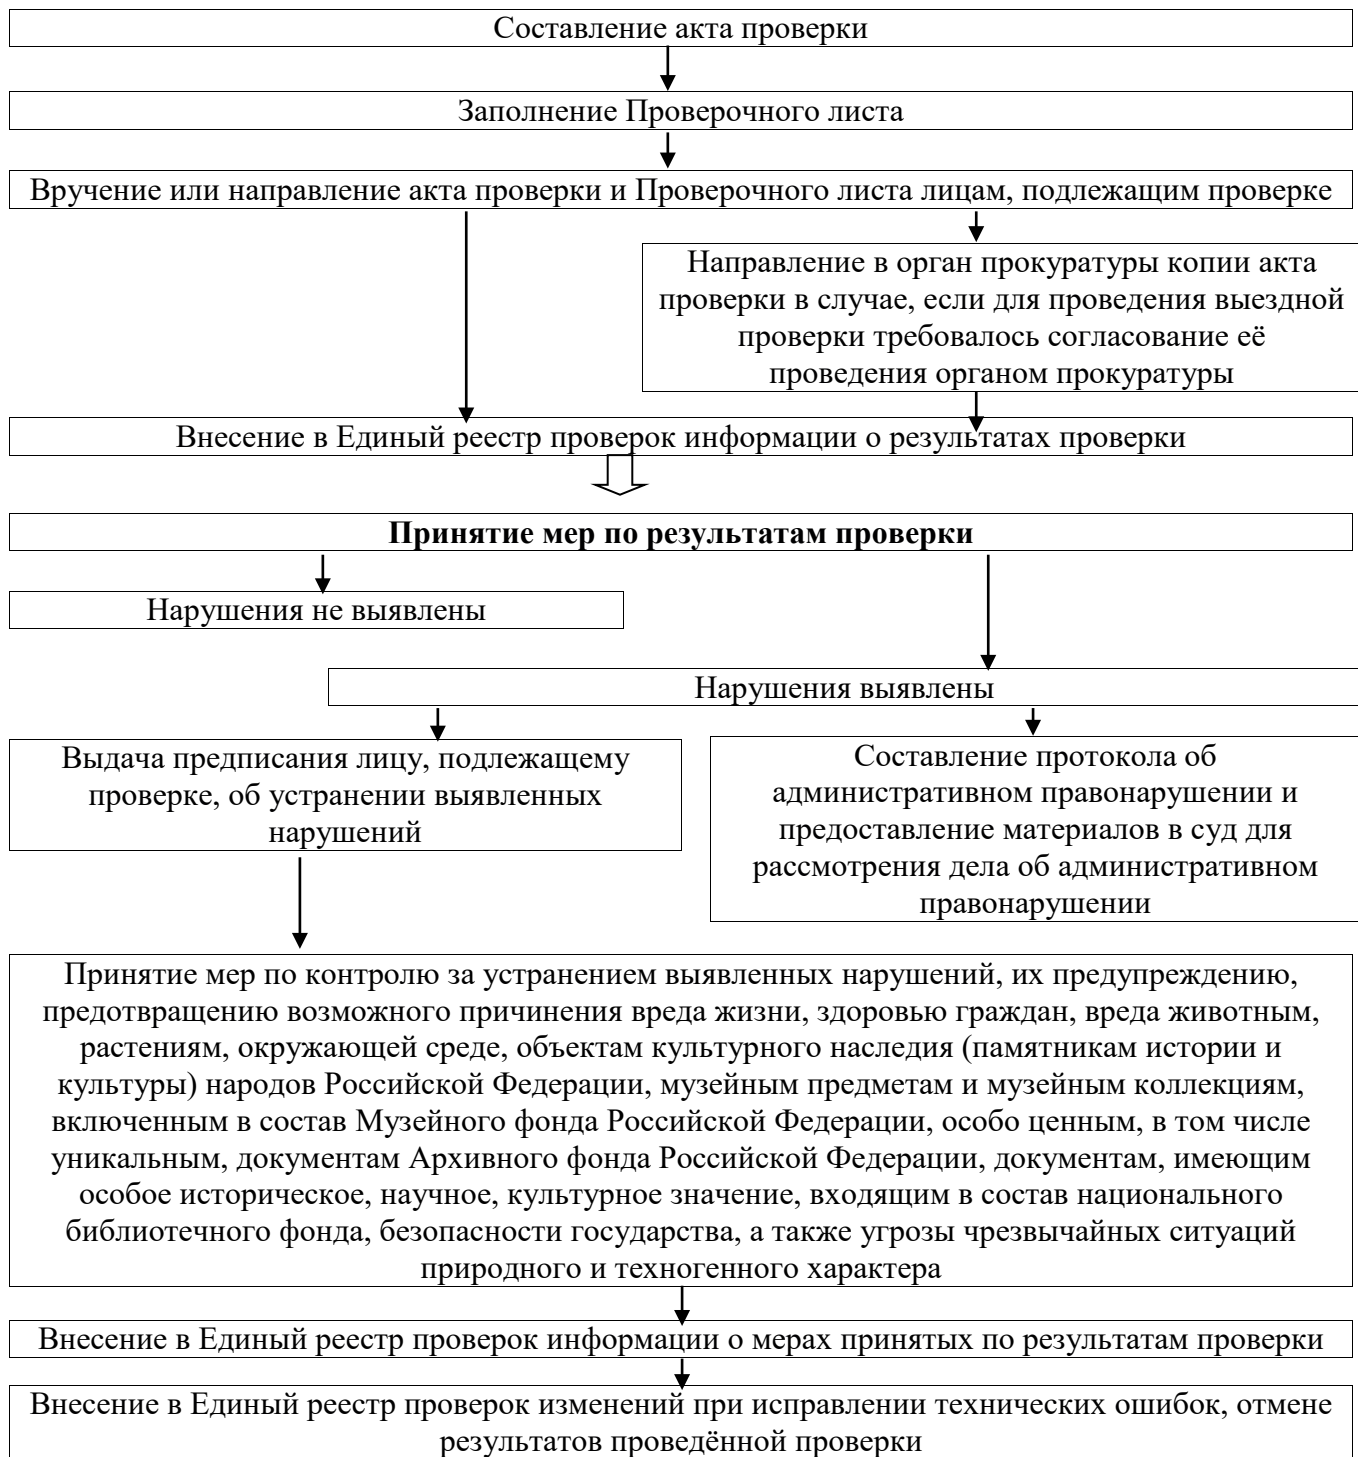 Составление акта проверки
Заполнение Проверочного листа
Вручение или направление акта проверки и Проверочного листа лицам, подлежащим проверке
Направление в орган прокуратуры копии акта
проверки в случае, если для проведения выездной
проверки требовалось согласование её
проведения органом прокуратуры
Внесение в Единый реестр проверок информации о результатах проверки
Принятие мер по результатам проверки
Нарушения не выявлены
Нарушения выявлены
Выдача предписания лицу, подлежащему
проверке, об устранении выявленных
нарушений
Составление протокола об
административном правонарушении и
предоставление материалов в суд для
рассмотрения дела об административном
правонарушении
Принятие мер по контролю за устранением выявленных нарушений, их предупреждению,
предотвращению возможного причинения вреда жизни, здоровью граждан, вреда животным,
растениям, окружающей среде, объектам культурного наследия (памятникам истории и
культуры) народов Российской Федерации, музейным предметам и музейным коллекциям,
включенным в состав Музейного фонда Российской Федерации, особо ценным, в том числе
уникальным, документам Архивного фонда Российской Федерации, документам, имеющим
особое историческое, научное, культурное значение, входящим в состав национального
библиотечного фонда, безопасности государства, а также угрозы чрезвычайных ситуаций
природного и техногенного характера
Внесение в Единый реестр проверок информации о мерах принятых по результатам проверки
Внесение в Единый реестр проверок изменений при исправлении технических ошибок, отмене
результатов проведённой проверки